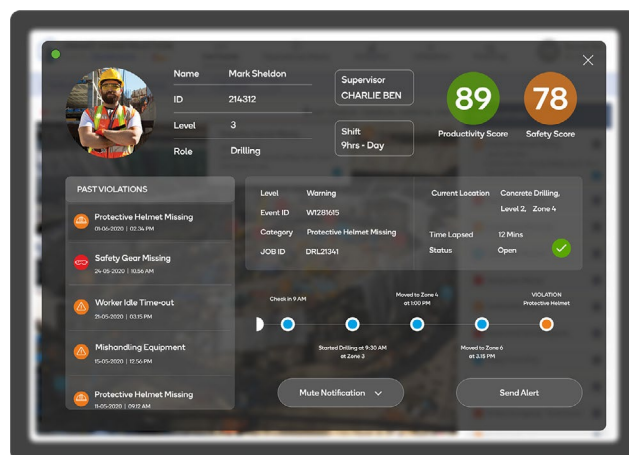 Name Mark Sheldon
ID 214312
Level 3
Role Drilling
Supervisor
CHARLIE BEN
Shift
9hrs - Day
89
Productivity Score
78
Safety Score
PAST VIOLATIONS
Protective Helmet Missing
01-06-2020 | 02:34 PM
Safety Gear Missing
24-05-2020 | 10:56 AM
Worker Idle Time-out
21-05-2020 | 03:15 PM
Mishandling Equipment
15-05-2020 | 12:56 PM
Protective Helmet Missing
11-05-2020 | 09:12 AM
Level Warning
Event ID W1281615
Category Protective Helmet Missing
JOB ID DRL21341
Current Location Concrete Drilling,
Level 2, Zone 4
Time Lapsed 12 Mins
Status Open
Check in 9 AM
Started Drilling at 9:30 AM
at Zone 3
Moved to Zone 4
at 1:00 PM
Moved to Zone 6
at 3.15 PM
VIOLATION
Protective Helmet
Mute Notification
Send Alert